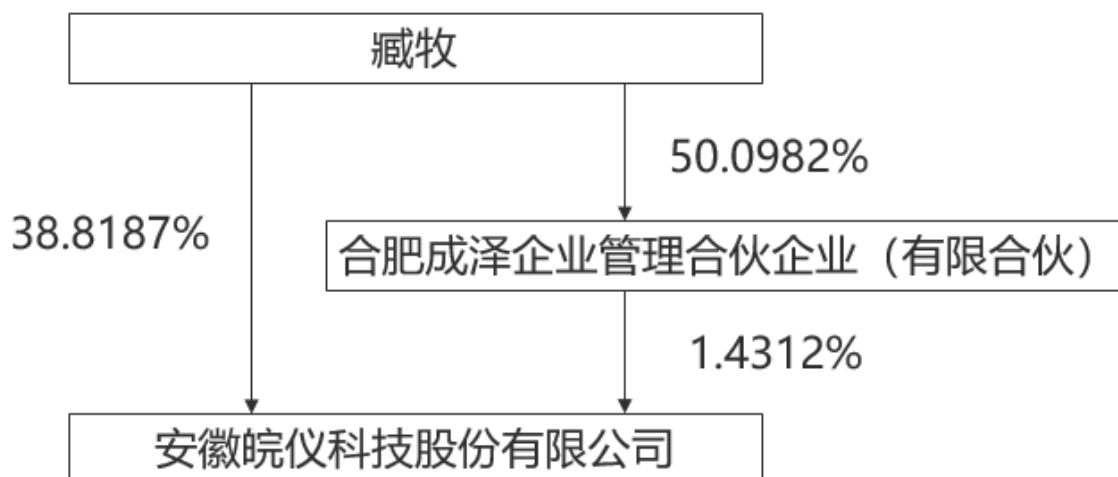 臧牧
50.0982%
38.8187%
合肥成泽企业管理合伙企业（有限合伙）
1.4312%
安徽皖仪科技股份有限公司